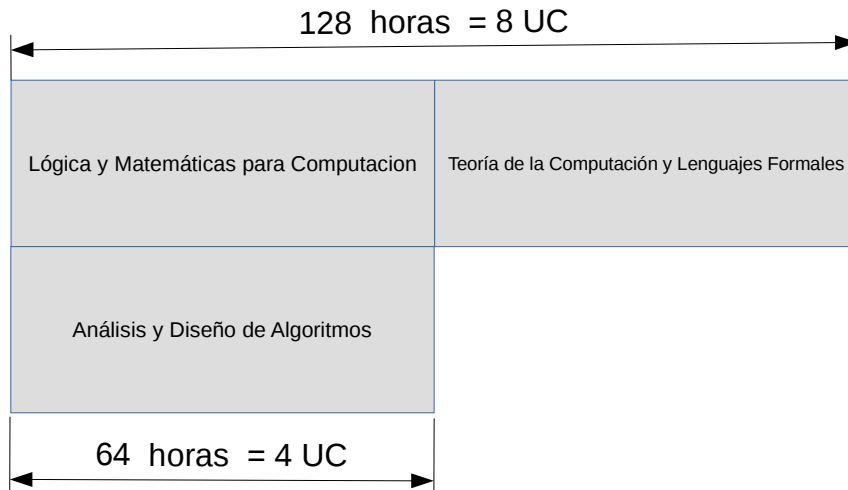 128 horas = 8 UC
Lógica y Matemáticas para Computacion
Teoría de la Computación y Lenguajes Formales
Análisis y Diseño de Algoritmos
64 horas = 4 UC